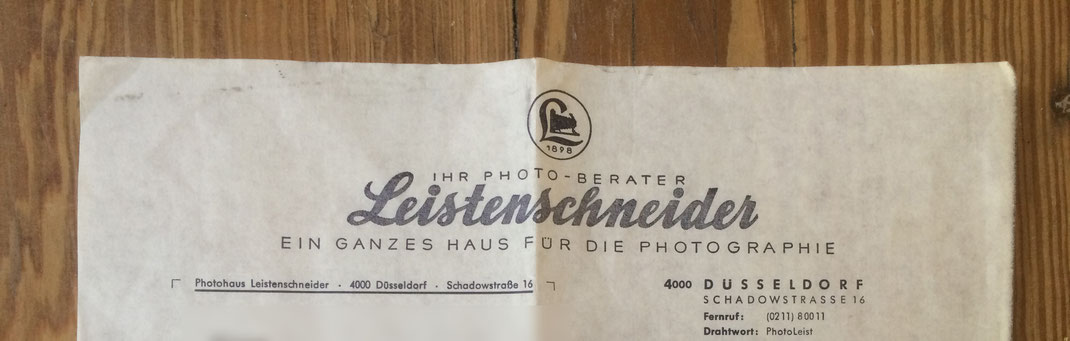 L
1898
IHR PHOTO-BERATER
Leistenschneider
EIN GANZES HAUS FÜR DIE PHOTOGRAPHIE
Photohaus Leistenschneider · 4000 Düsseldorf · Schadowstraße 16
4000 DÜSSELDORF
SCHADOWSTRASSE 16
Fernruf: (0211) 80011
Drahtwort: PhotoLeist